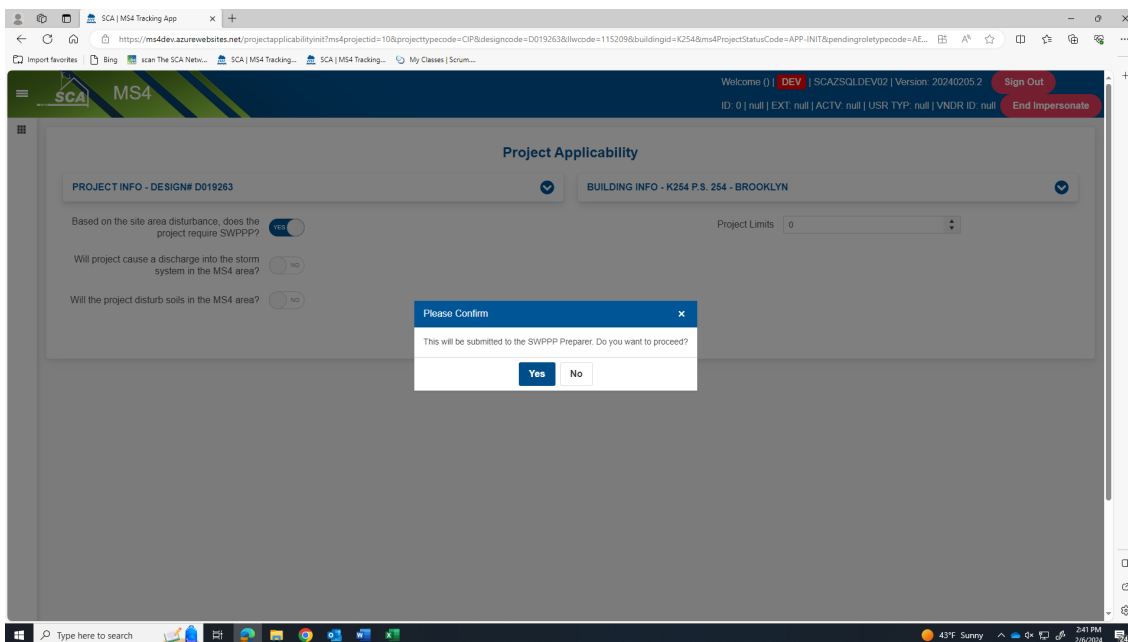 SCA | MS4 Tracking App
https://ms4dev.azurewebsites.net/projectapplicabilityinit?ms4projectid=10&projecttypecode=CIP&designcode=D019263&llwcode=115209&buildingid=K254&ms4ProjectStatusCode=APP-INIT&pendingroletypecode=AE...
Import favorites Bing scan The SCA Netw... SCA | MS4 Tracking... SCA | MS4 Tracking... My Classes | Scrum...
SCA MS4
Welcome () | DEV | SCAZSQLDEV02 | Version: 20240205.2 Sign Out
ID: 0 | null | EXT: null | ACTV: null | USR TYP: null | VNDR ID: null End Impersonate
Project Applicability
PROJECT INFO - DESIGN# D019263
BUILDING INFO - K254 P.S. 254 - BROOKLYN
Based on the site area disturbance, does the
project require SWPPP?
YES
Project Limits 0
Will project cause a discharge into the storm
system in the MS4 area?
NO
Will the project disturb soils in the MS4 area?
NO
Please Confirm
This will be submitted to the SWPPP Preparer. Do you want to proceed?
Yes No
Type here to search
43°F Sunny
2:41 PM
2/6/2024